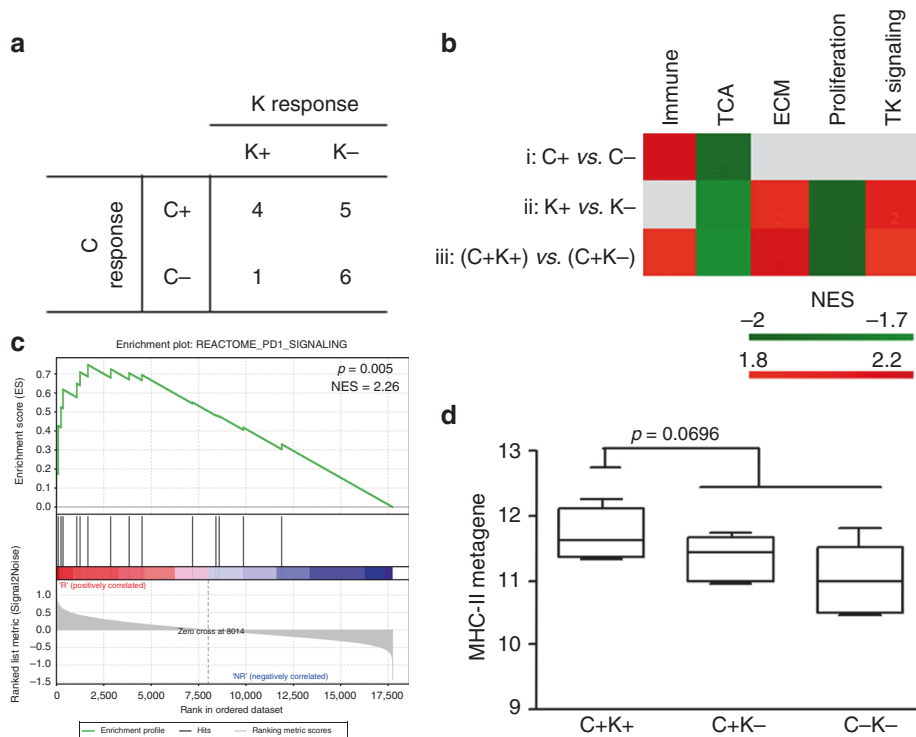 a
K response
K+ K−
C response
C+ 4 5
C− 1 6
b
Immune
TCA
ECM
Proliferation
TK signaling
i: C+ vs. C−
ii: K+ vs. K−
iii: (C+K+) vs. (C+K−)
NES
−2 −1.7
1.8 2.2
c
Enrichment plot: REACTOME_PD1_SIGNALING
p = 0.005
NES = 2.26
Enrichment score (ES)
0.7
0.6
0.5
0.4
0.3
0.2
0.1
0.0
'R' (positively correlated)
Ranked list metric (Signal2Noise)
1.0
0.5
0.0
−0.5
−1.0
−1.5
Zero cross at 8014
'NR' (negatively correlated)
0 2,500 5,000 7,500 10,000 12,500 15,000 17,500
Rank in ordered dataset
Enrichment profile Hits Ranking metric scores
d
p = 0.0696
MHC-II metagene
13
12
11
10
9
C+K+ C+K− C−K−